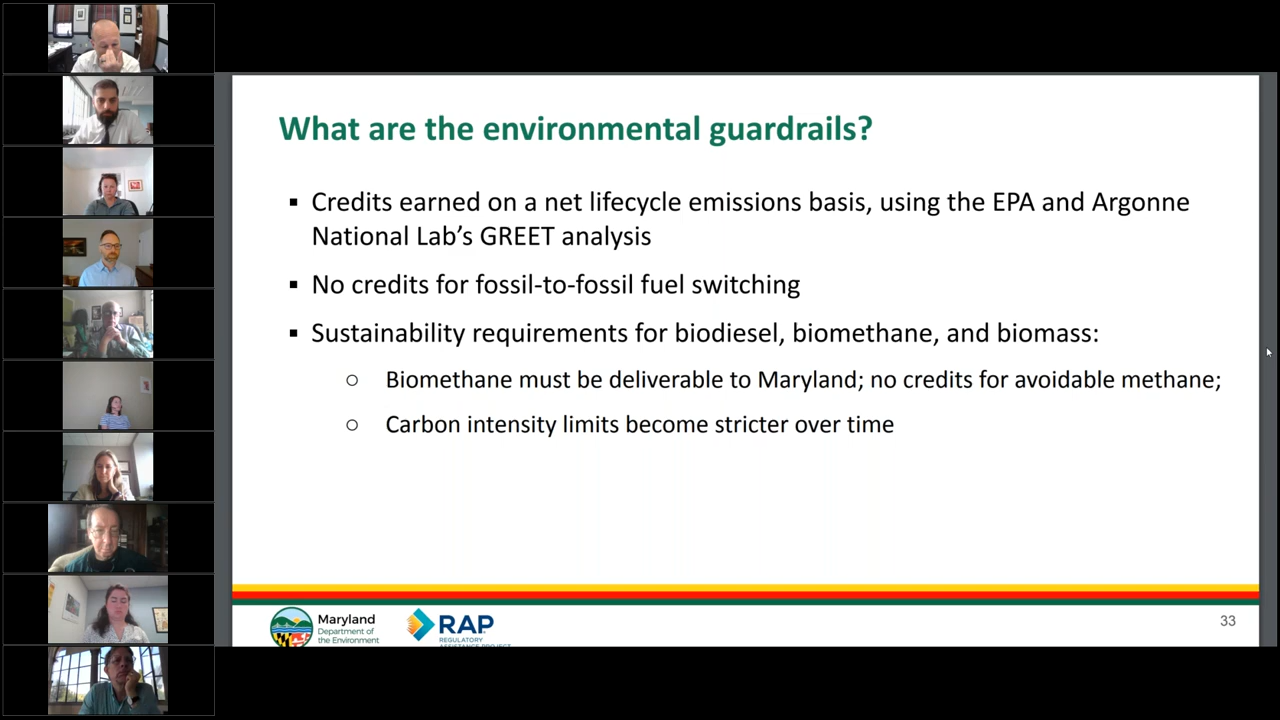 What are the environmental guardrails?
▪ Credits earned on a net lifecycle emissions basis, using the EPA and Argonne
National Lab's GREET analysis
▪ No credits for fossil-to-fossil fuel switching
▪ Sustainability requirements for biodiesel, biomethane, and biomass:
○ Biomethane must be deliverable to Maryland; no credits for avoidable methane;
○ Carbon intensity limits become stricter over time
Maryland
Department of
the Environment
RAP
REGULATORY
ASSISTANCE PROJECT
33